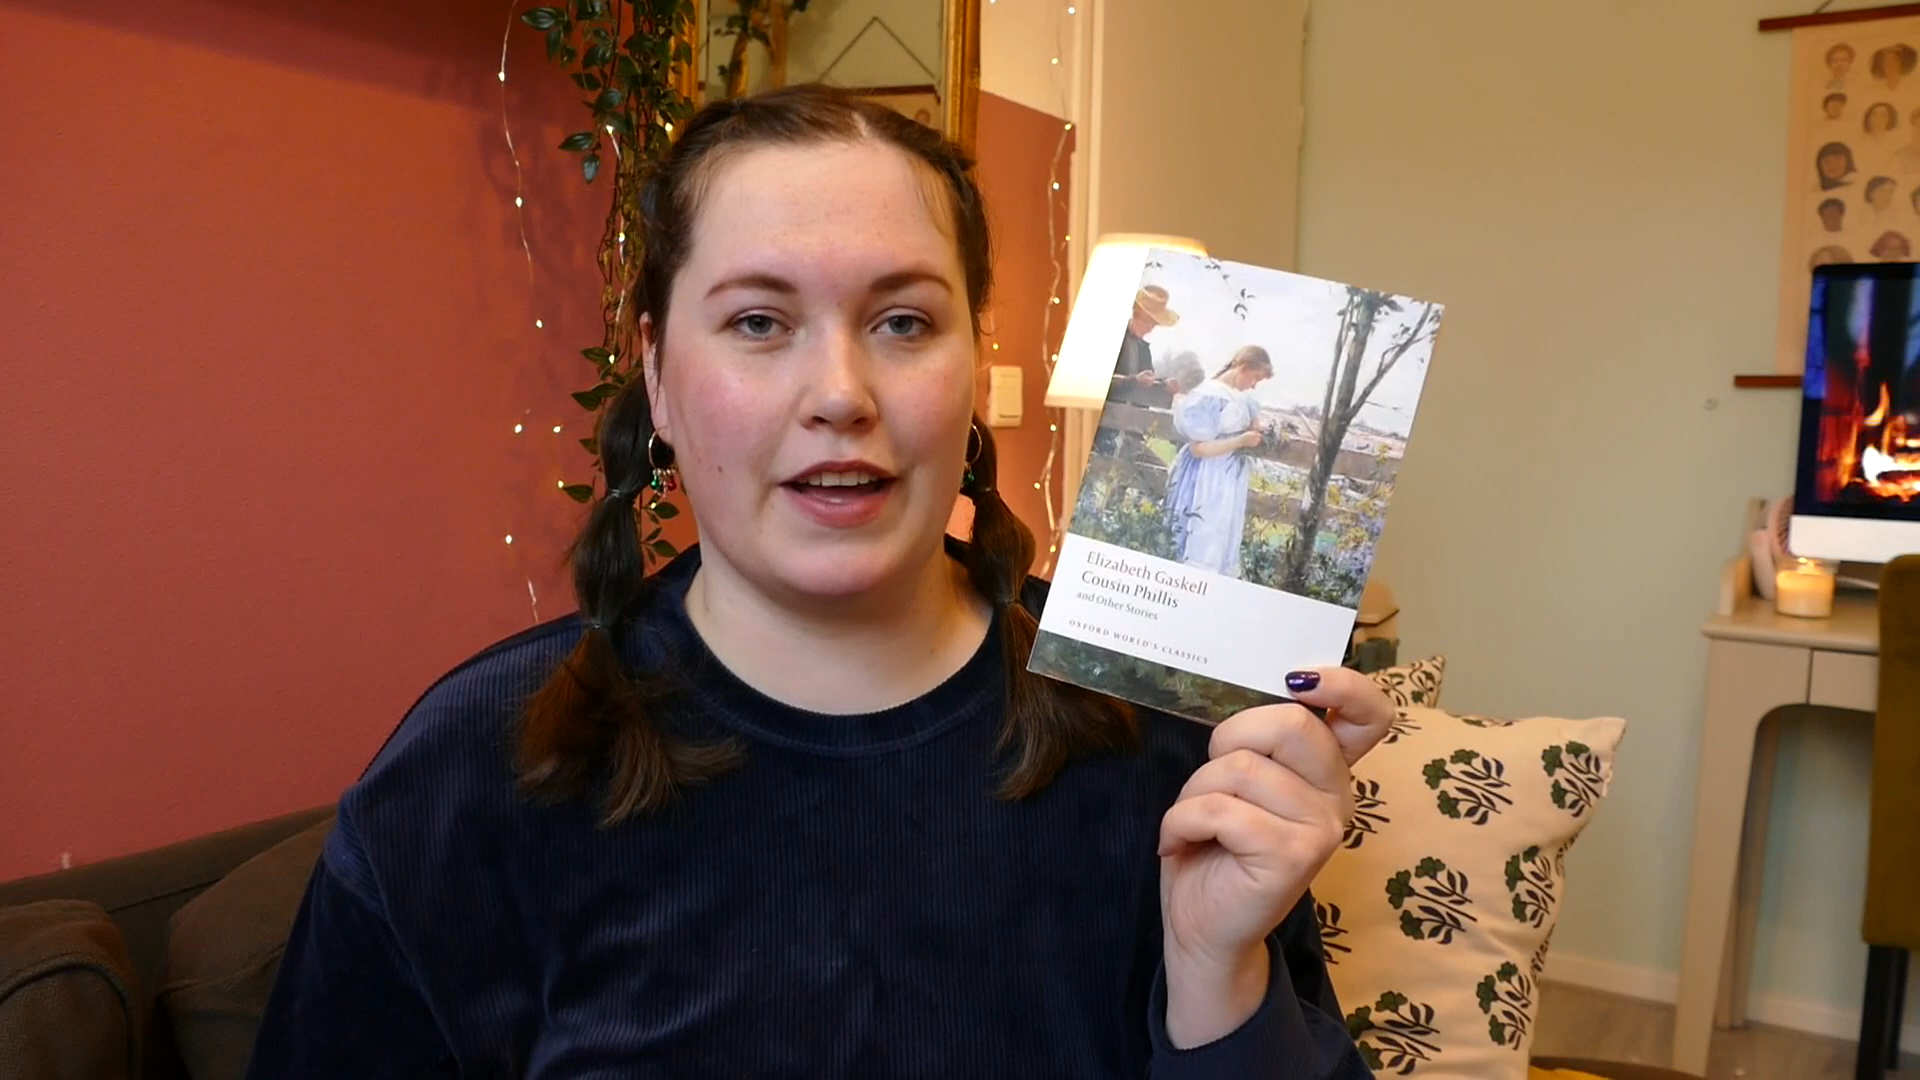 Elizabeth Gaskell
Cousin Phillis
and Other Stories
OXFORD WORLD'S CLASSICS